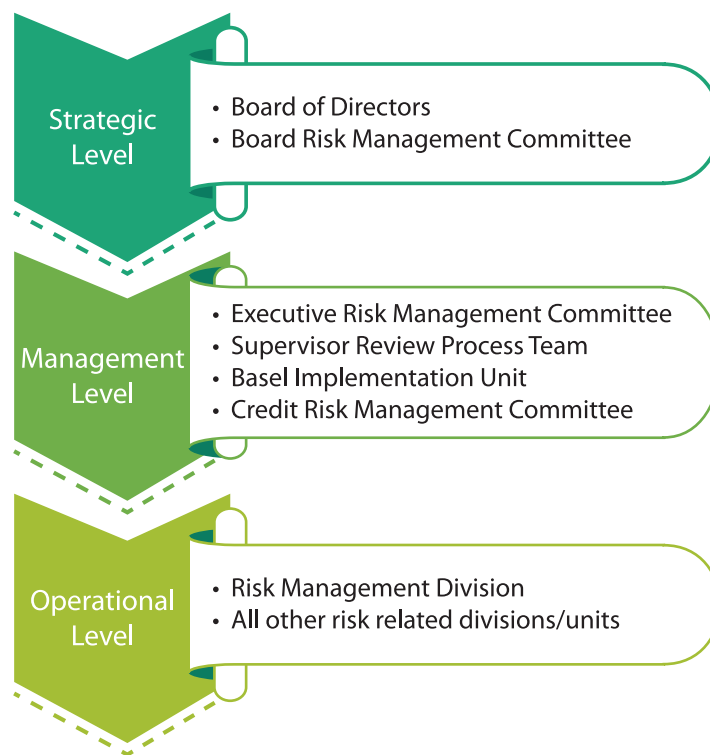 Strategic
Level
• Board of Directors
• Board Risk Management Committee
Management
Level
• Executive Risk Management Committee
• Supervisor Review Process Team
• Basel Implementation Unit
• Credit Risk Management Committee
Operational
Level
• Risk Management Division
• All other risk related divisions/units